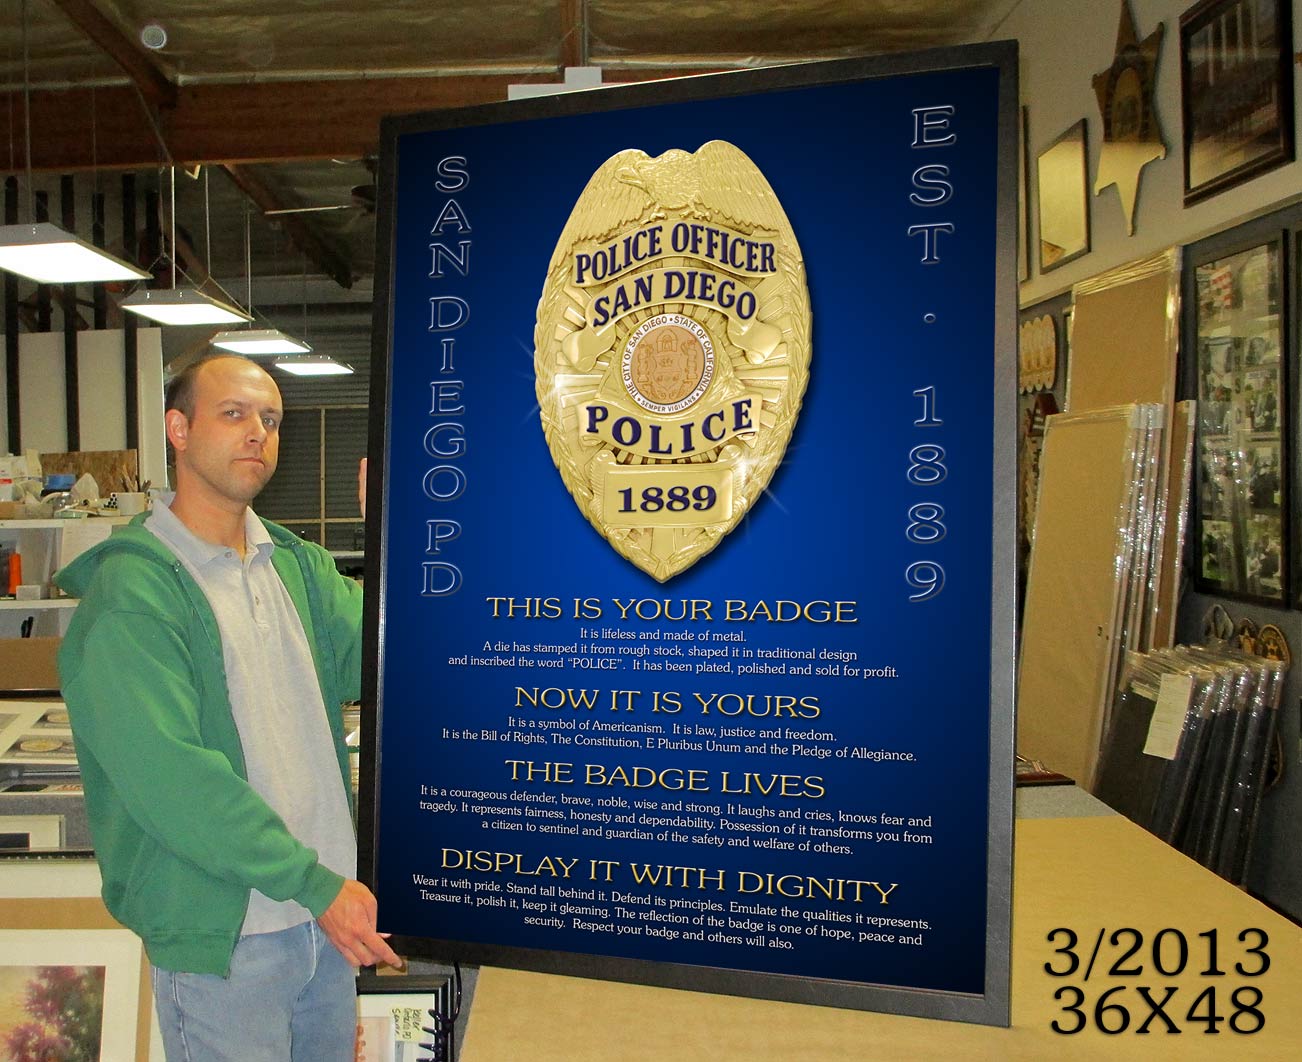 SAN DIEGO PD
EST. 1889
POLICE OFFICER
SAN DIEGO
THE CITY OF SAN DIEGO • STATE OF CALIFORNIA
• SEMPER VIGILANS •
POLICE
1889
THIS IS YOUR BADGE
It is lifeless and made of metal.
A die has stamped it from rough stock, shaped it in traditional design
and inscribed the word “POLICE”.  It has been plated, polished and sold for profit.
NOW IT IS YOURS
It is a symbol of Americanism.  It is law, justice and freedom.
It is the Bill of Rights, The Constitution, E Pluribus Unum and the Pledge of Allegiance.
THE BADGE LIVES
It is a courageous defender, brave, noble, wise and strong. It laughs and cries, knows fear and
tragedy. It represents fairness, honesty and dependability. Possession of it transforms you from
a citizen to sentinel and guardian of the safety and welfare of others.
DISPLAY IT WITH DIGNITY
Wear it with pride. Stand tall behind it. Defend its principles. Emulate the qualities it represents.
Treasure it, polish it, keep it gleaming. The reflection of the badge is one of hope, peace and
security.  Respect your badge and others will also.
3/2013
36X48